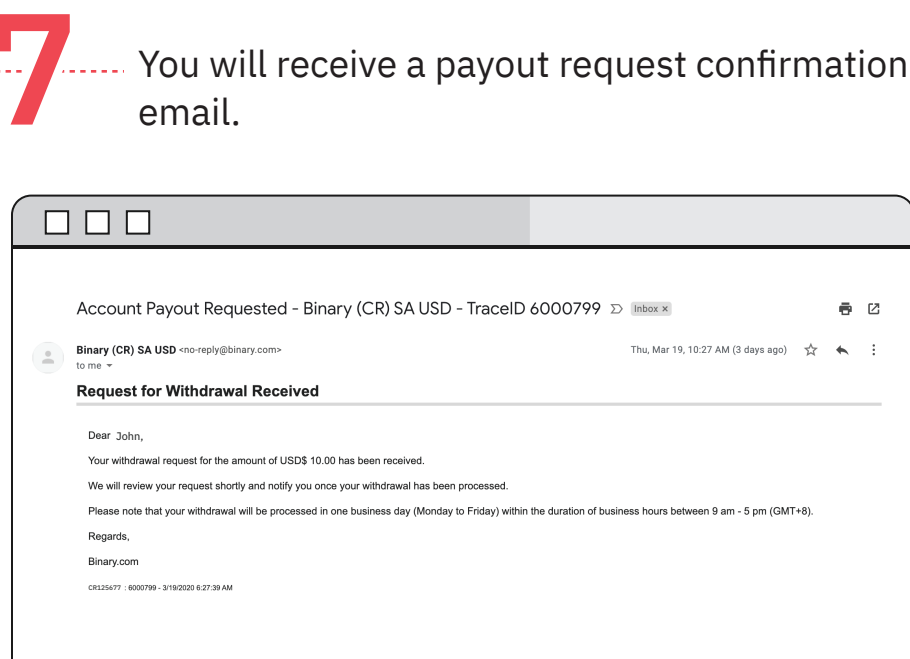 7
You will receive a payout request confirmation
email.
Account Payout Requested - Binary (CR) SA USD - TraceID 6000799 Inbox ×
Binary (CR) SA USD <no-reply@binary.com> Thu, Mar 19, 10:27 AM (3 days ago)
to me
Request for Withdrawal Received
Dear John,
Your withdrawal request for the amount of USD$ 10.00 has been received.
We will review your request shortly and notify you once your withdrawal has been processed.
Please note that your withdrawal will be processed in one business day (Monday to Friday) within the duration of business hours between 9 am - 5 pm (GMT+8).
Regards,
Binary.com
CR125677 : 6000799 - 3/19/2020 6:27:39 AM